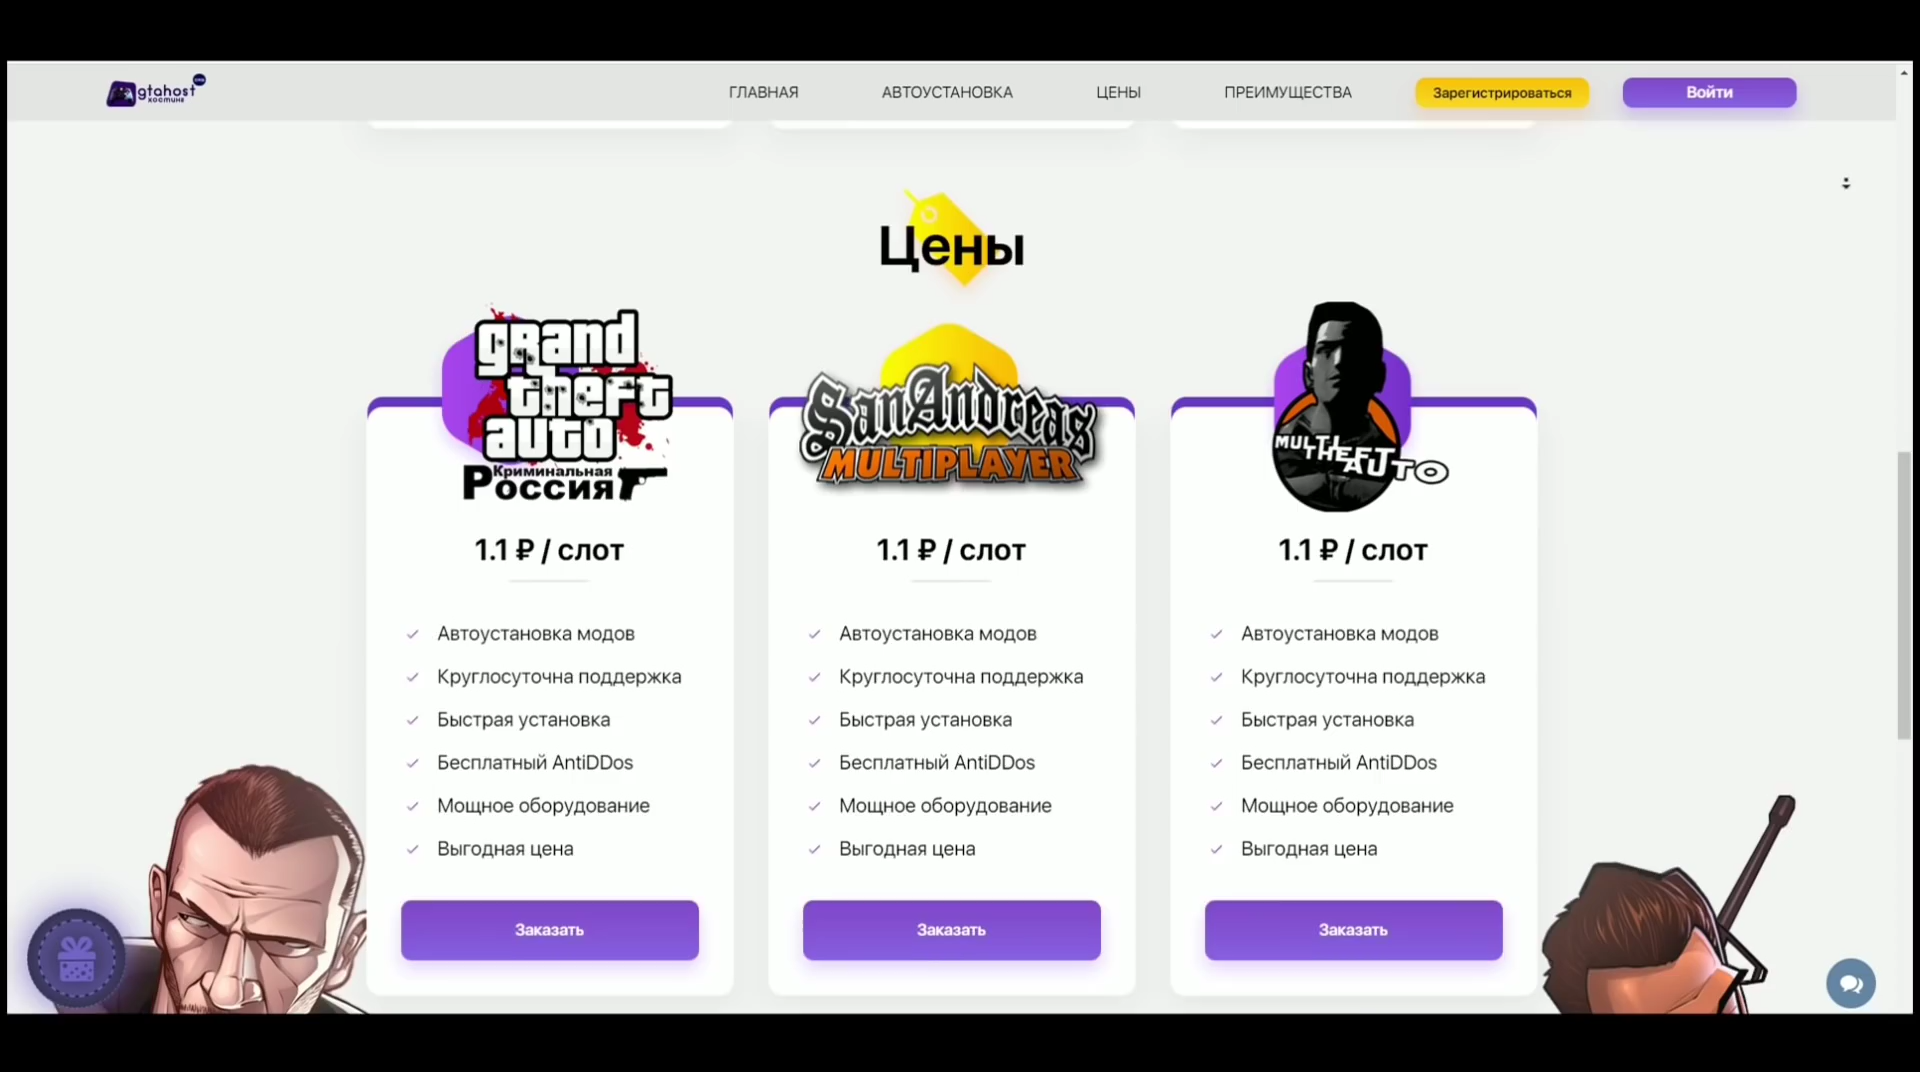 gtahost
хостинг
ГЛАВНАЯ
АВТОУСТАНОВКА
ЦЕНЫ
ПРЕИМУЩЕСТВА
Зарегистрироваться
Войти
Цены
grand
theft
auto
Криминальная
Россия
San Andreas
MULTIPLAYER
MULTI
THEFT
AUTO
1.1 ₽ / слот
Автоустановка модов
Круглосуточна поддержка
Быстрая установка
Бесплатный AntiDDos
Мощное оборудование
Выгодная цена
Заказать
1.1 ₽ / слот
Автоустановка модов
Круглосуточна поддержка
Быстрая установка
Бесплатный AntiDDos
Мощное оборудование
Выгодная цена
Заказать
1.1 ₽ / слот
Автоустановка модов
Круглосуточна поддержка
Быстрая установка
Бесплатный AntiDDos
Мощное оборудование
Выгодная цена
Заказать